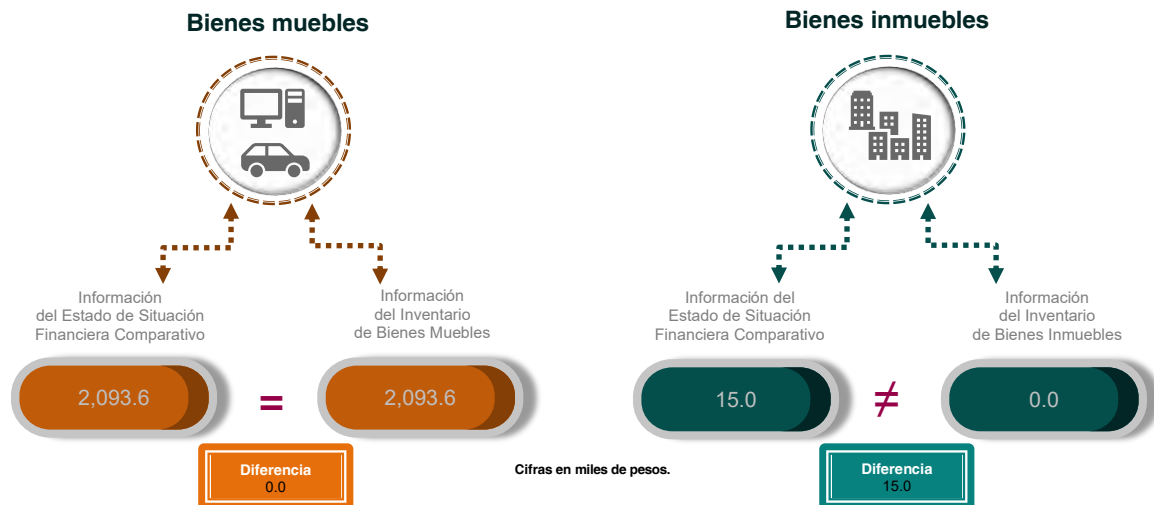 Bienes muebles
Información
del Estado de Situación
Financiera Comparativo
Información
del Inventario
de Bienes Muebles
2,093.6
=
2,093.6
Diferencia
0.0
Bienes inmuebles
Información del
Estado de Situación
Financiera Comparativo
Información
del Inventario
de Bienes Inmuebles
15.0
≠
0.0
Diferencia
15.0
Cifras en miles de pesos.